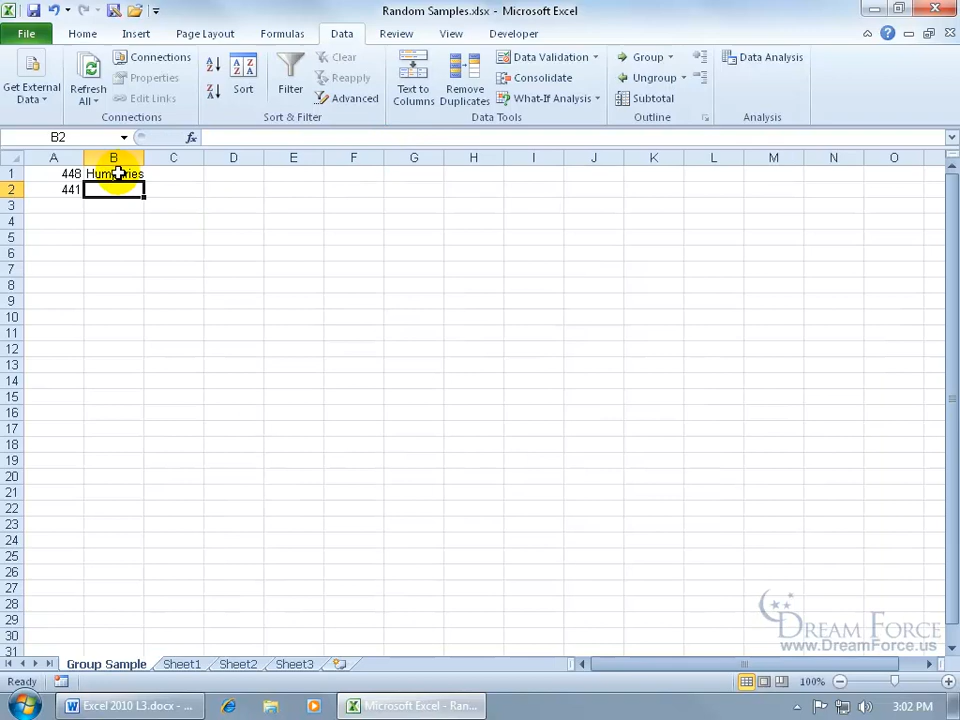 Random Samples.xlsx - Microsoft Excel
File Home Insert Page Layout Formulas Data Review View Developer
Get External Data
Refresh All
Connections
Properties
Edit Links
Connections
Sort
Filter
Clear
Reapply
Advanced
Sort & Filter
Text to Columns
Remove Duplicates
Data Validation
Consolidate
What-If Analysis
Data Tools
Group
Ungroup
Subtotal
Outline
Data Analysis
Analysis
B2 fx
A B C D E F G H I J K L M N O
1 448 Humphries
2 441
3
4
5
6
7
8
9
10
11
12
13
14
15
16
17
18
19
20
21
22
23
24
25
26
27
28
29
30
31
DREAM FORCE
www.DreamForce.us
Group Sample Sheet1 Sheet2 Sheet3
Ready 100%
Excel 2010 L3.docx - ... Microsoft Excel - Ran... 3:02 PM